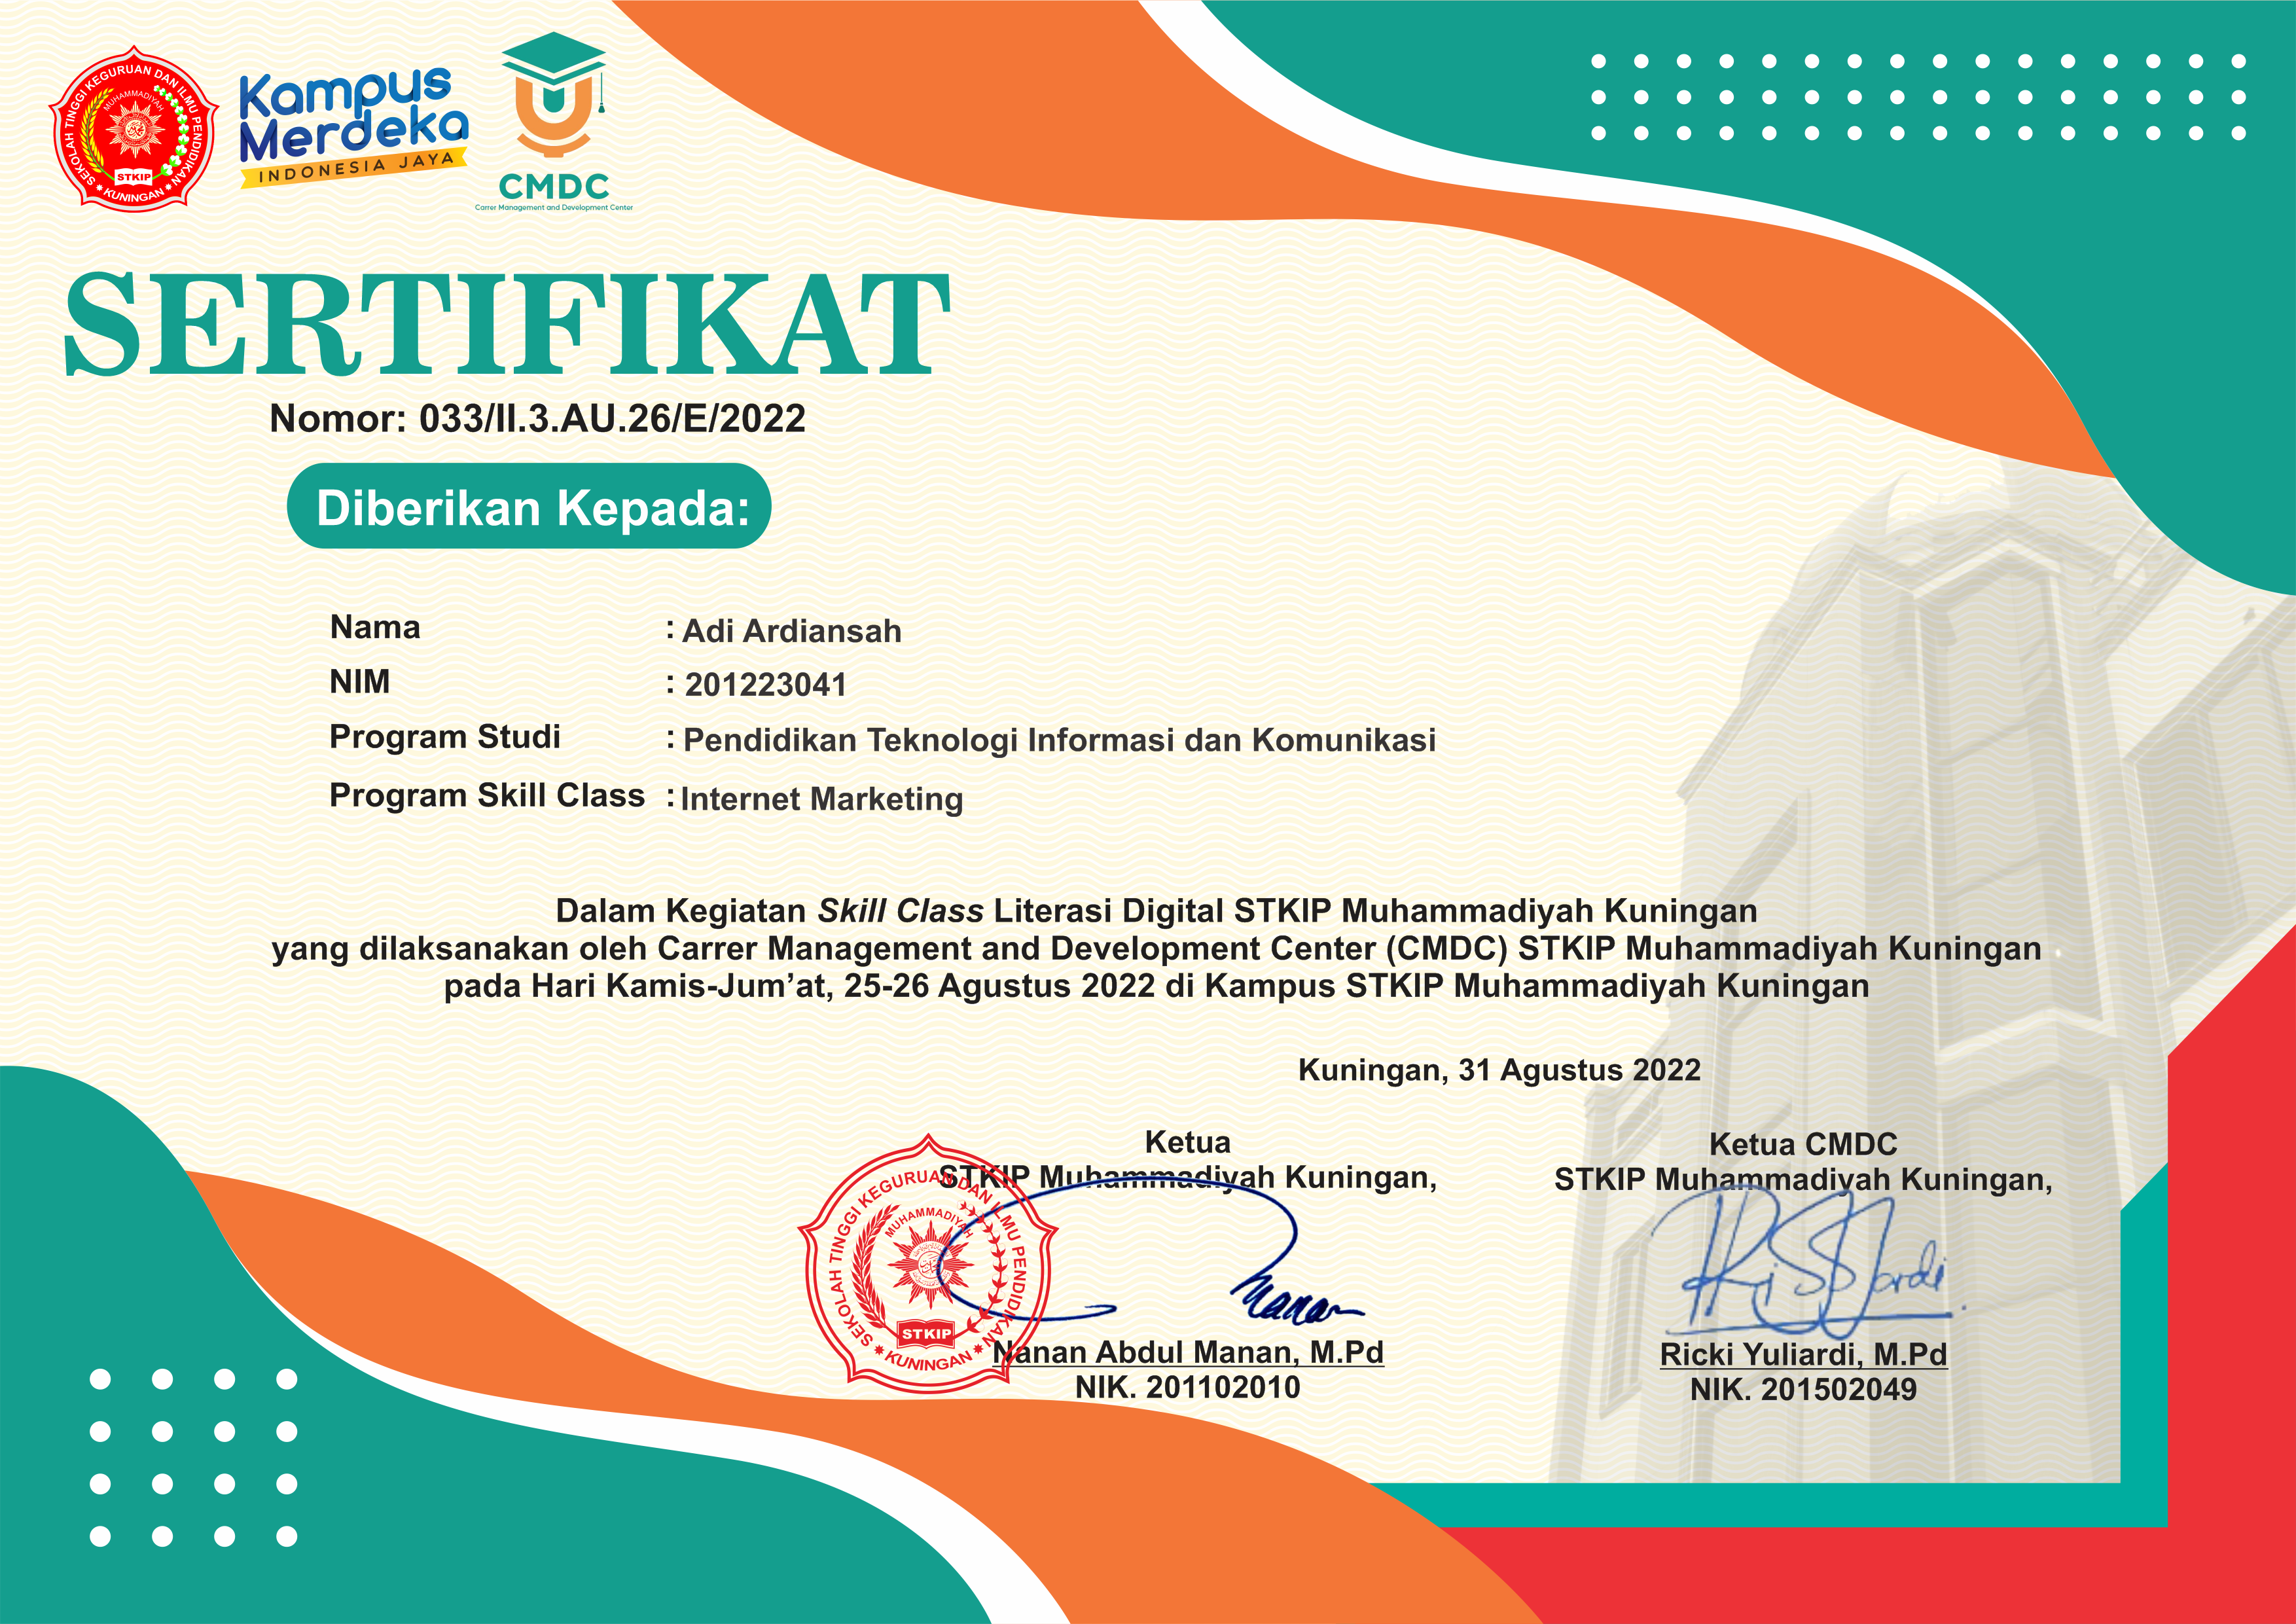 SEKOLAH TINGGI KEGURUAN DAN ILMU PENDIDIKAN
MUHAMMADIYAH
STKIP
KUNINGAN
Kampus
Merdeka
INDONESIA JAYA
CMDC
Carrer Management and Development Center
SERTIFIKAT
Nomor: 033/II.3.AU.26/E/2022
Diberikan Kepada:
Nama : Adi Ardiansah
NIM : 201223041
Program Studi : Pendidikan Teknologi Informasi dan Komunikasi
Program Skill Class : Internet Marketing
Dalam Kegiatan Skill Class Literasi Digital STKIP Muhammadiyah Kuningan
yang dilaksanakan oleh Carrer Management and Development Center (CMDC) STKIP Muhammadiyah Kuningan
pada Hari Kamis-Jum’at, 25-26 Agustus 2022 di Kampus STKIP Muhammadiyah Kuningan
Kuningan, 31 Agustus 2022
Ketua
STKIP Muhammadiyah Kuningan,
SEKOLAH TINGGI KEGURUAN DAN ILMU PENDIDIKAN
MUHAMMADIYAH
STKIP
KUNINGAN
Nanan Abdul Manan, M.Pd
NIK. 201102010
Ketua CMDC
STKIP Muhammadiyah Kuningan,
Ricki Yuliardi, M.Pd
NIK. 201502049